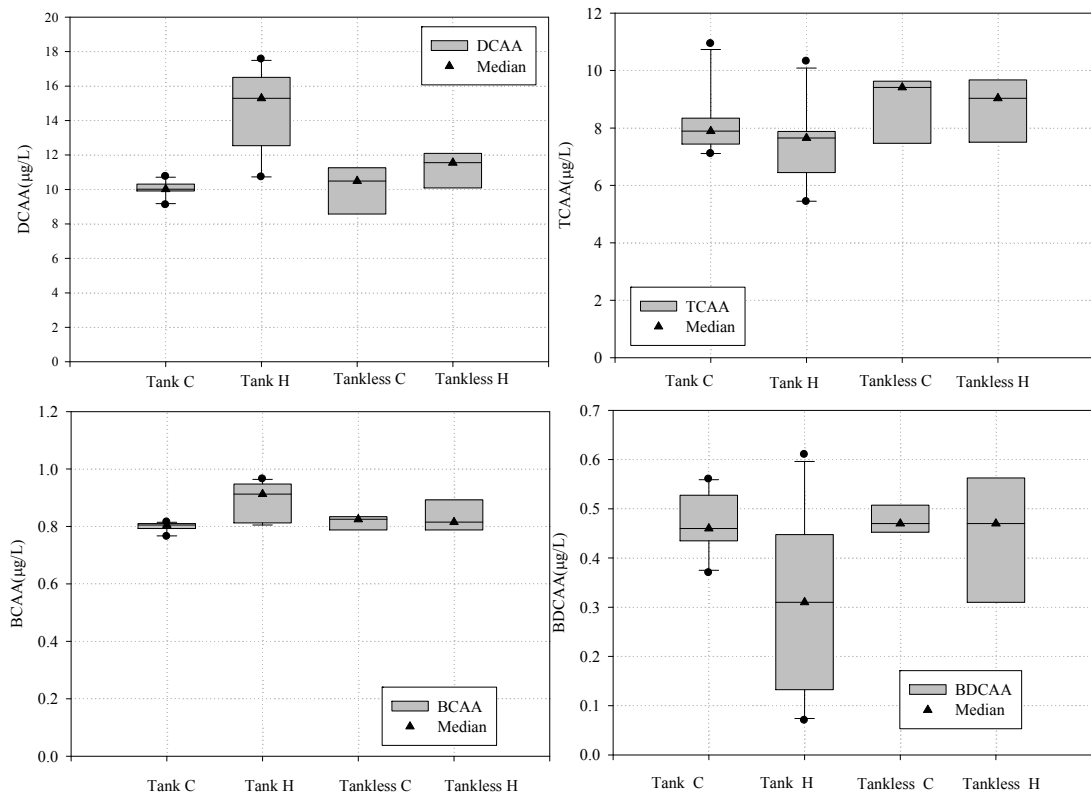 20
18
16
14
12
10
8
6
4
2
0
DCAA(µg/L)
DCAA
Median
Tank C
Tank H
Tankless C
Tankless H
12
10
8
6
4
2
0
TCAA(µg/L)
TCAA
Median
Tank C
Tank H
Tankless C
Tankless H
1.2
1.0
0.8
0.6
0.4
0.2
0.0
BCAA(µg/L)
BCAA
Median
Tank C
Tank H
Tankless C
Tankless H
0.7
0.6
0.5
0.4
0.3
0.2
0.1
0.0
BDCAA(µg/L)
BDCAA
Median
Tank C
Tank H
Tankless C
Tankless H